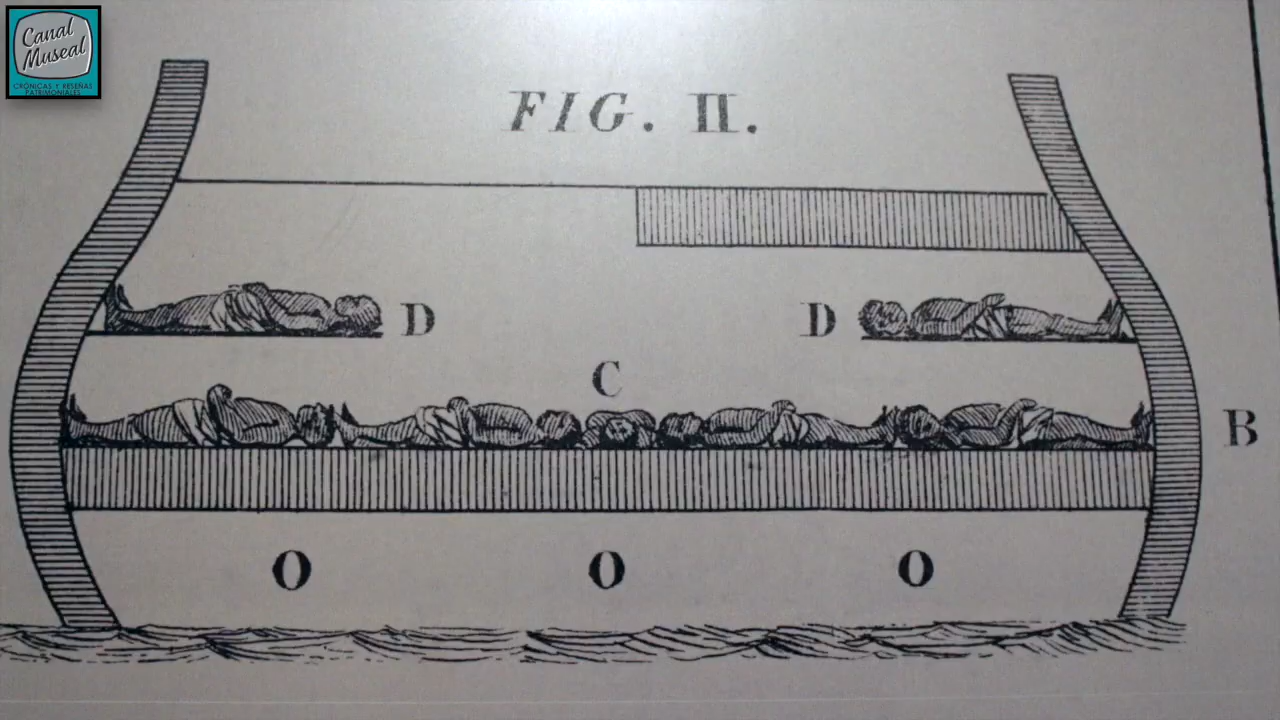 Canal
Museal
CRÓNICAS Y RESEÑAS
PATRIMONIALES
FIG. II.
D D
C
B
O O O